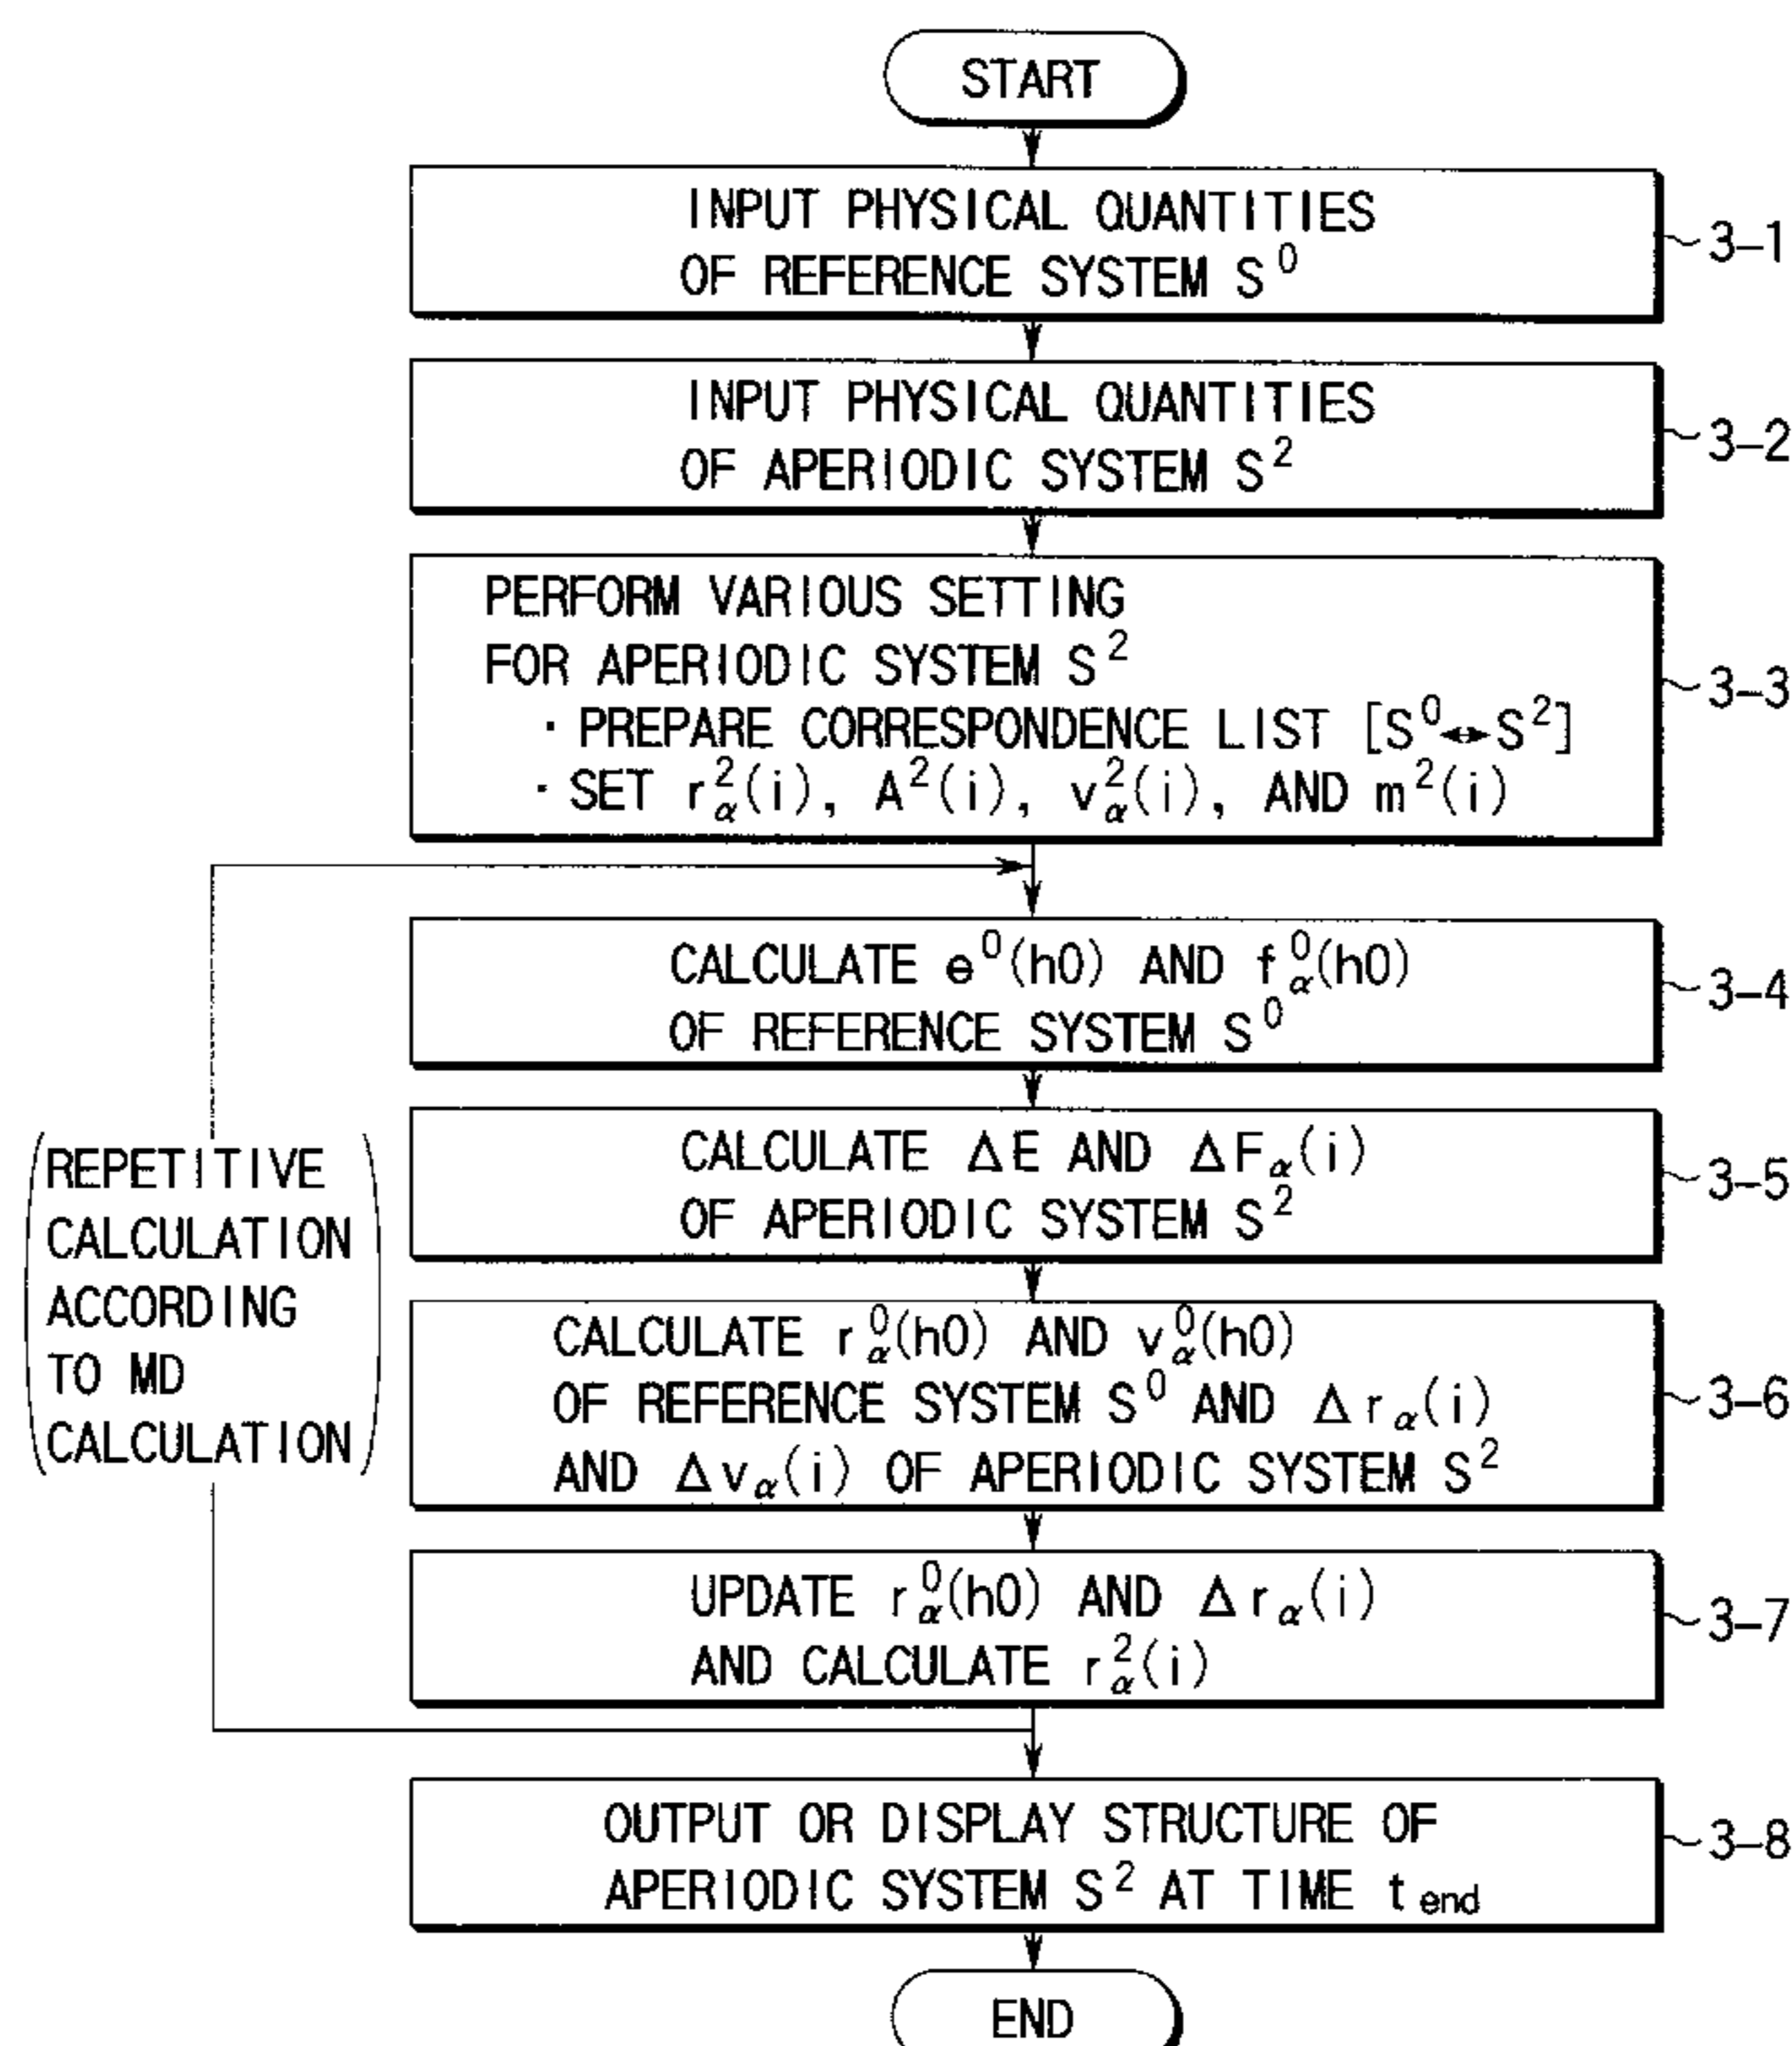 START
INPUT PHYSICAL QUANTITIES
OF REFERENCE SYSTEM S⁰
3-1
INPUT PHYSICAL QUANTITIES
OF APERIODIC SYSTEM S²
3-2
PERFORM VARIOUS SETTING
FOR APERIODIC SYSTEM S²
· PREPARE CORRESPONDENCE LIST [S⁰↔S²]
· SET r²α(i), A²(i), v²α(i), AND m²(i)
3-3
CALCULATE e⁰(h0) AND f⁰α(h0)
OF REFERENCE SYSTEM S⁰
3-4
CALCULATE ΔE AND ΔFα(i)
OF APERIODIC SYSTEM S²
3-5
(REPETITIVE
CALCULATION
ACCORDING
TO MD
CALCULATION)
CALCULATE r⁰α(h0) AND v⁰α(h0)
OF REFERENCE SYSTEM S⁰ AND Δrα(i)
AND Δvα(i) OF APERIODIC SYSTEM S²
3-6
UPDATE r⁰α(h0) AND Δrα(i)
AND CALCULATE r²α(i)
3-7
OUTPUT OR DISPLAY STRUCTURE OF
APERIODIC SYSTEM S² AT TIME tend
3-8
END